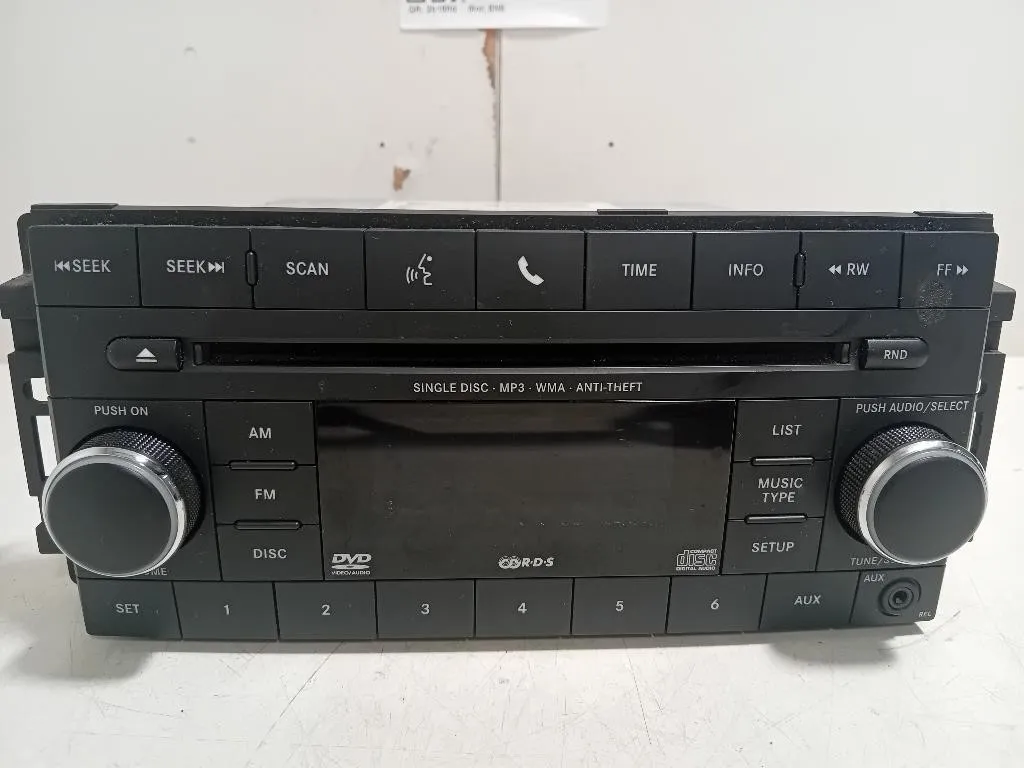 SEEK
SEEK
SCAN
TIME
INFO
RW
FF
RND
SINGLE DISC · MP3 · WMA · ANTI-THEFT
PUSH ON
PUSH AUDIO/SELECT
AM
LIST
FM
MUSIC
TYPE
DISC
SETUP
DVD
VIDEO/AUDIO
R·D·S
COMPACT
disc
DIGITAL AUDIO
SET
1
2
3
4
5
6
AUX
AUX
REL